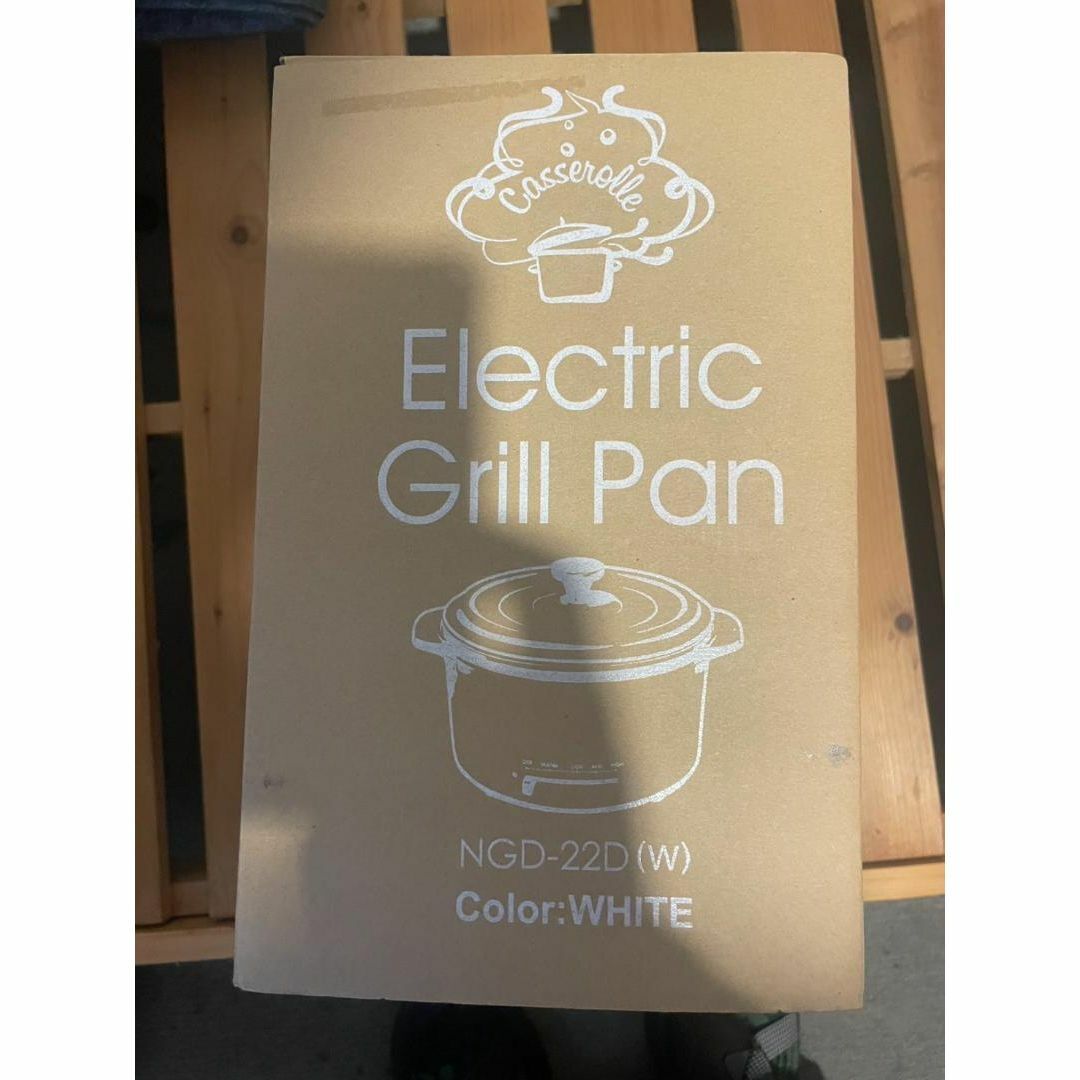 Casserolle
Electric
Grill Pan
NGD-22D(W)
Color:WHITE